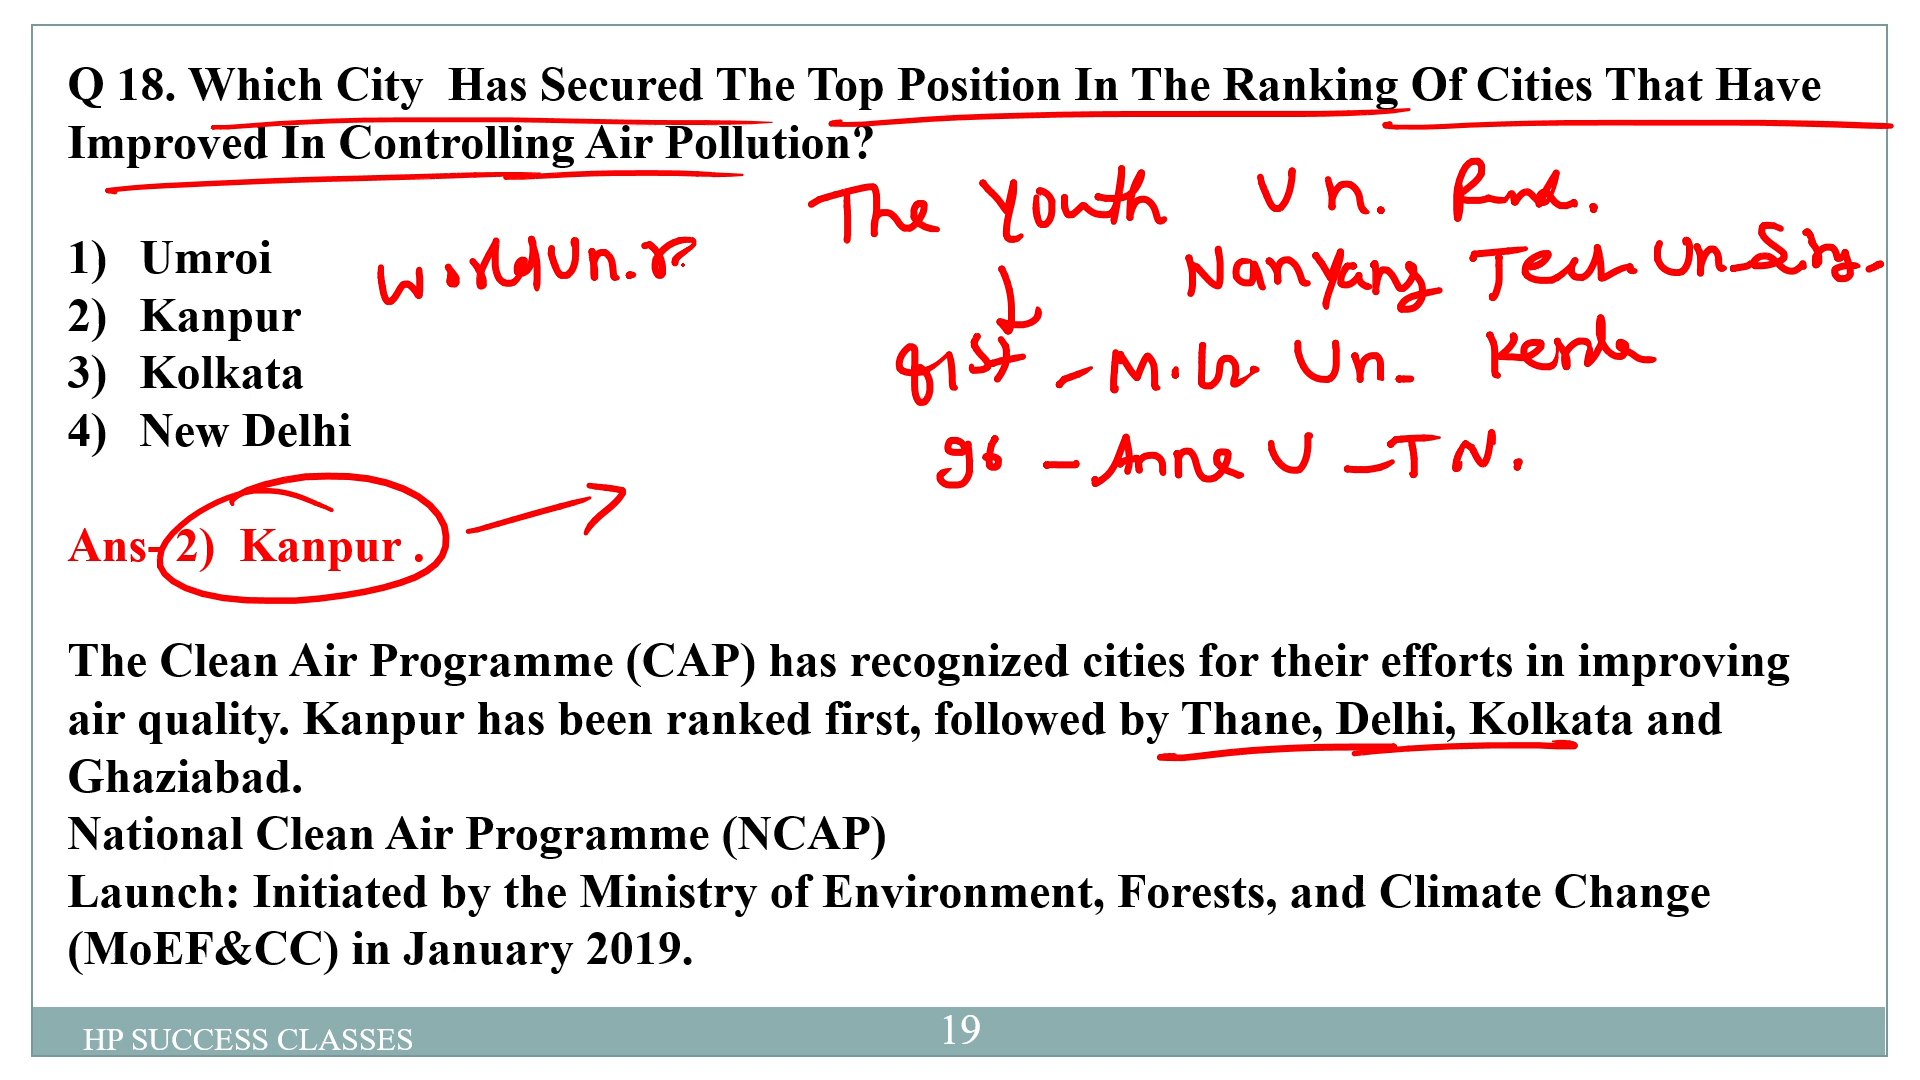 Q 18. Which City Has Secured The Top Position In The Ranking Of Cities That Have
Improved In Controlling Air Pollution?
The Youth Un. Rnd.
1) Umroi
World Un. r
Nanyang Tech Un-Sing.
2) Kanpur
3) Kolkata
91st - M. Un. Kerala
4) New Delhi
96 - Anna U - TN.
Ans- 2) Kanpur .
The Clean Air Programme (CAP) has recognized cities for their efforts in improving
air quality. Kanpur has been ranked first, followed by Thane, Delhi, Kolkata and
Ghaziabad.
National Clean Air Programme (NCAP)
Launch: Initiated by the Ministry of Environment, Forests, and Climate Change
(MoEF&CC) in January 2019.
HP SUCCESS CLASSES
19